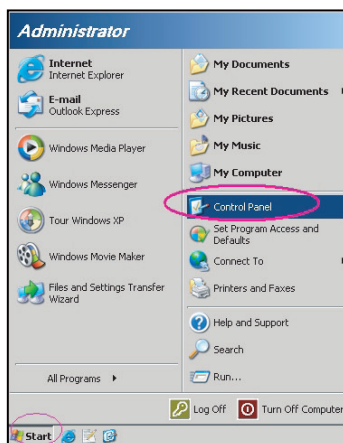 Administrator
Internet
Internet Explorer
E-mail
Outlook Express
Windows Media Player
Windows Messenger
Tour Windows XP
Windows Movie Maker
Files and Settings Transfer
Wizard
All Programs
My Documents
My Recent Documents
My Pictures
My Music
My Computer
Control Panel
Set Program Access and
Defaults
Connect To
Printers and Faxes
Help and Support
Search
Run...
Log Off
Turn Off Computer
Start